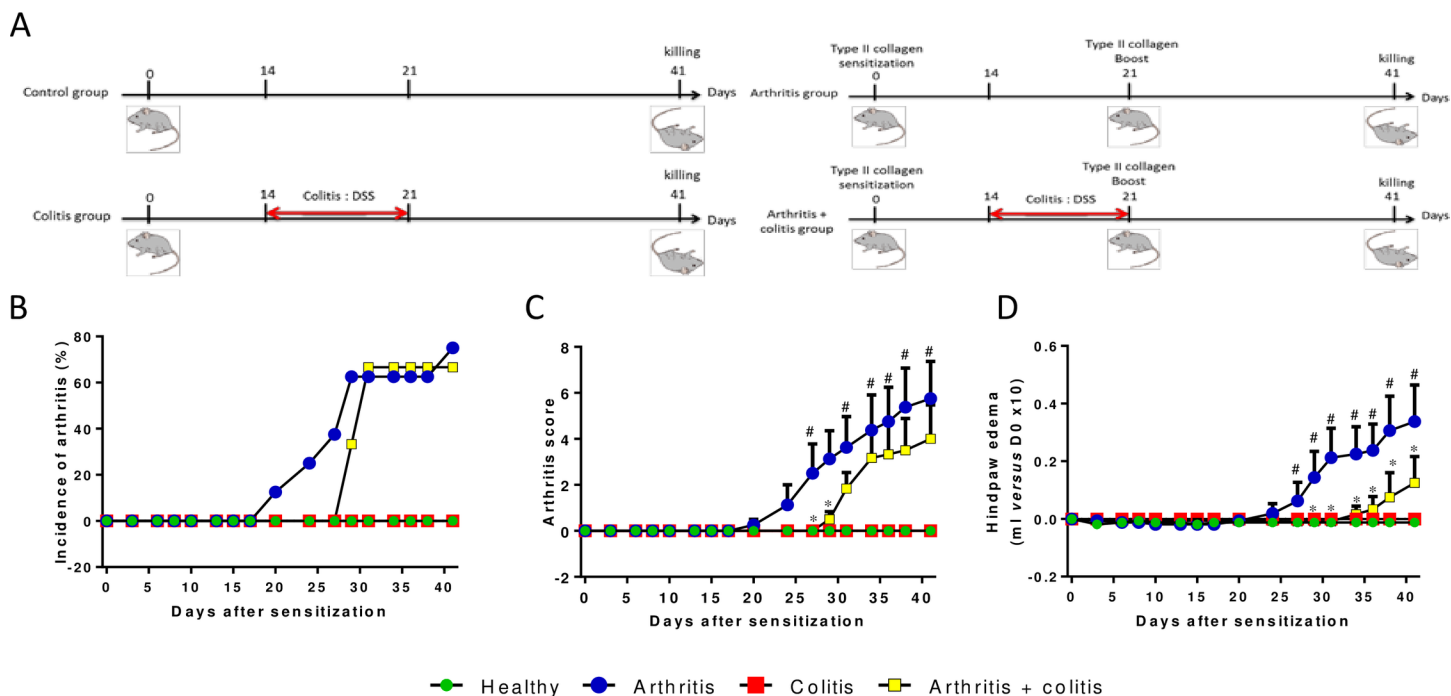 A
killing
0
14
21
41
Control group
Days
Type II collagen
sensitization
Type II collagen
Boost
killing
0
14
21
41
Arthritis group
Days
killing
0
14
Colitis : DSS
21
41
Colitis group
Days
Type II collagen
sensitization
Type II collagen
Boost
killing
0
14
Colitis : DSS
21
41
Arthritis +
colitis group
Days
B
Incidence of arthritis (%)
80
60
40
20
0
-20
0 5 10 15 20 25 30 35 40
Days after sensitization
C
Arthritis score
8
6
4
2
0
-2
# # # # # #
* *
0 5 10 15 20 25 30 35 40
Days after sensitization
D
Hindpaw edema
(ml versus D0 x10)
0.6
0.4
0.2
0.0
-0.2
# # # # # # #
* * * * * *
0 5 10 15 20 25 30 35 40
Days after sensitization
Healthy Arthritis Colitis Arthritis + colitis